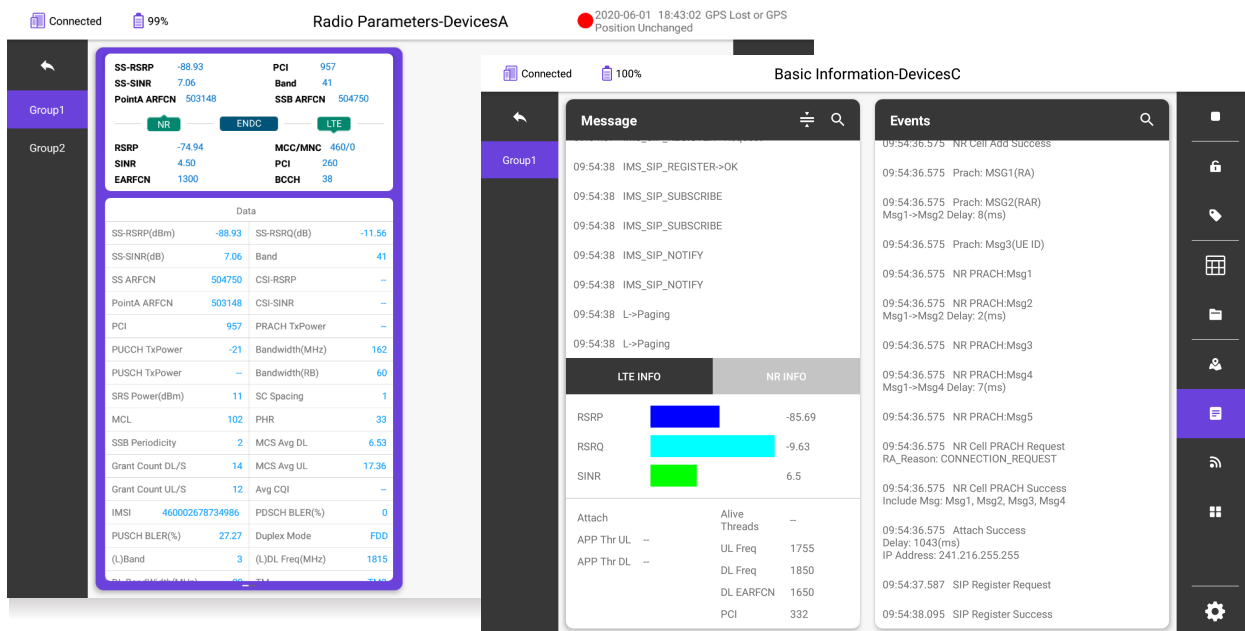 Connected 99% Radio Parameters-DevicesA 2020-06-01 18:43:02 GPS Lost or GPS
Position Unchanged
Group1
Group2
SS-RSRP -88.93 PCI 957
SS-SINR 7.06 Band 41
PointA ARFCN 503148 SSB ARFCN 504750
NR ENDC LTE
RSRP -74.94 MCC/MNC 460/0
SINR 4.50 PCI 260
EARFCN 1300 BCCH 38
Data
SS-RSRP(dBm) -88.93 SS-RSRQ(dB) -11.56
SS-SINR(dB) 7.06 Band 41
SS ARFCN 504750 CSI-RSRP --
PointA ARFCN 503148 CSI-SINR --
PCI 957 PRACH TxPower --
PUCCH TxPower -21 Bandwidth(MHz) 162
PUSCH TxPower -- Bandwidth(RB) 60
SRS Power(dBm) 11 SC Spacing 1
MCL 102 PHR 33
SSB Periodicity 2 MCS Avg DL 6.53
Grant Count DL/S 14 MCS Avg UL 17.36
Grant Count UL/S 12 Avg CQI --
IMSI 460002678734986 PDSCH BLER(%) 0
PUSCH BLER(%) 27.27 Duplex Mode FDD
(L)Band 3 (L)DL Freq(MHz) 1815
Connected 100% Basic Information-DevicesC
Group1
Message
09:54:38 IMS_SIP_REGISTER->OK
09:54:38 IMS_SIP_SUBSCRIBE
09:54:38 IMS_SIP_SUBSCRIBE
09:54:38 IMS_SIP_NOTIFY
09:54:38 IMS_SIP_NOTIFY
09:54:38 L->Paging
09:54:38 L->Paging
LTE INFO NR INFO
RSRP -85.69
RSRQ -9.63
SINR 6.5
Attach
APP Thr UL --
APP Thr DL --
Alive
Threads --
UL Freq 1755
DL Freq 1850
DL EARFCN 1650
PCI 332
Events
09:54:36.575 NR Cell Add Success
09:54:36.575 Prach: MSG1(RA)
09:54:36.575 Prach: MSG2(RAR)
Msg1->Msg2 Delay: 8(ms)
09:54:36.575 Prach: Msg3(UE ID)
09:54:36.575 NR PRACH:Msg1
09:54:36.575 NR PRACH:Msg2
Msg1->Msg2 Delay: 2(ms)
09:54:36.575 NR PRACH:Msg3
09:54:36.575 NR PRACH:Msg4
Msg1->Msg4 Delay: 7(ms)
09:54:36.575 NR PRACH:Msg5
09:54:36.575 NR Cell PRACH Request
RA_Reason: CONNECTION_REQUEST
09:54:36.575 NR Cell PRACH Success
Include Msg: Msg1, Msg2, Msg3, Msg4
09:54:36.575 Attach Success
Delay: 1043(ms)
IP Address: 241.216.255.255
09:54:37.587 SIP Register Request
09:54:38.095 SIP Register Success